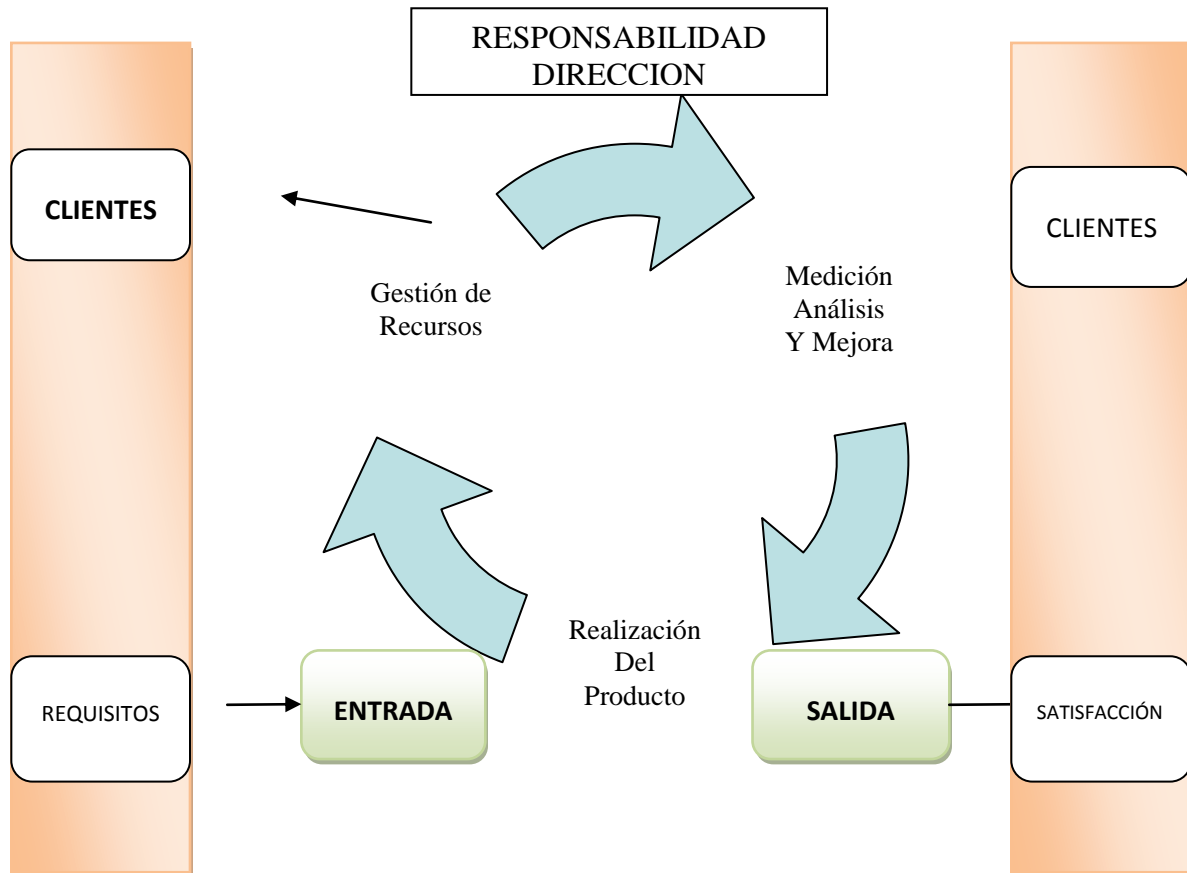 RESPONSABILIDAD
DIRECCION
CLIENTES
CLIENTES
Gestión de
Recursos
Medición
Análisis
Y Mejora
Realización
Del
Producto
REQUISITOS
ENTRADA
SALIDA
SATISFACCIÓN